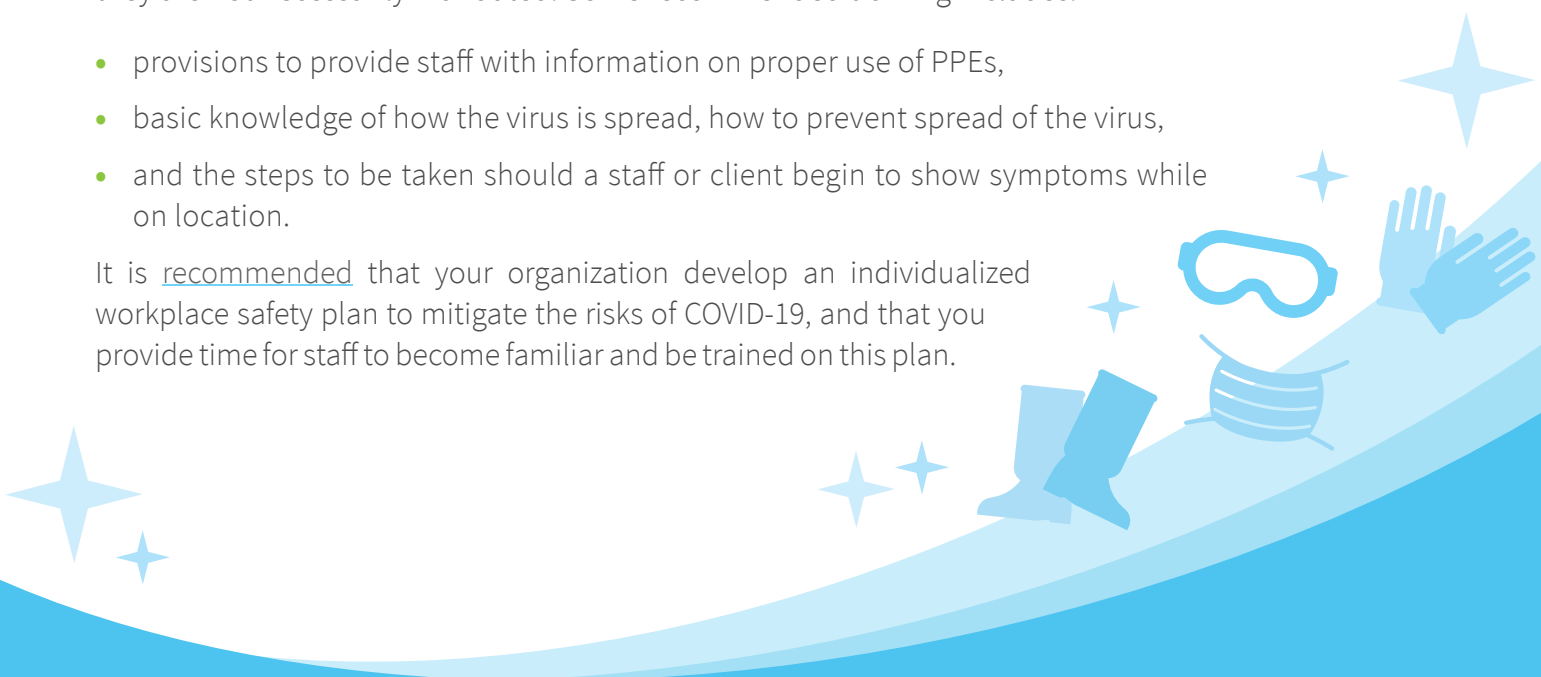 provisions to provide staff with information on proper use of PPEs,
basic knowledge of how the virus is spread, how to prevent spread of the virus,
and the steps to be taken should a staff or client begin to show symptoms while
on location.
It is recommended that your organization develop an individualized
workplace safety plan to mitigate the risks of COVID-19, and that you
provide time for staff to become familiar and be trained on this plan.